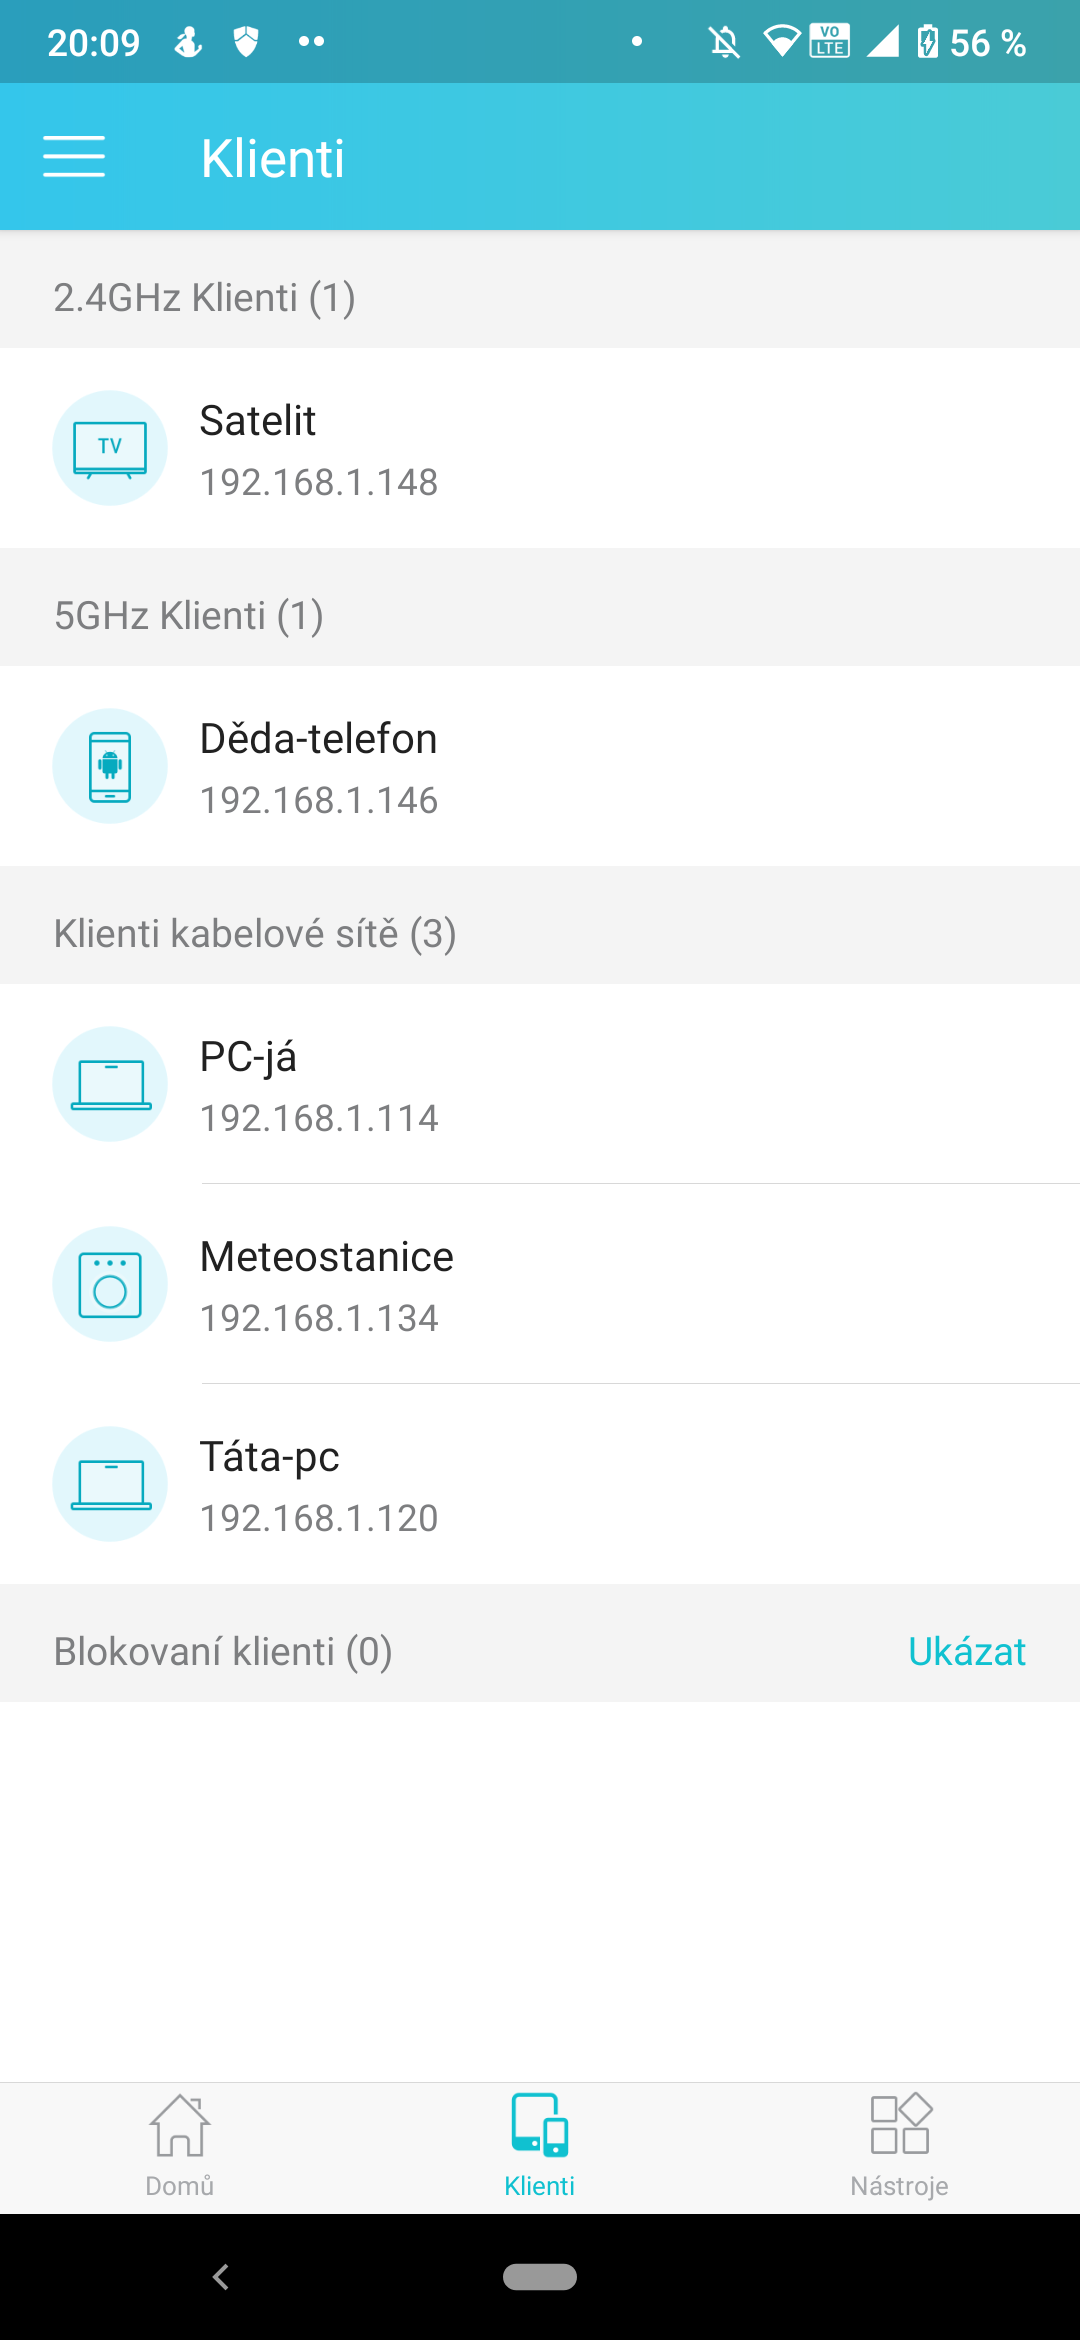 20:09
VO
LTE
56 %
Klienti
2.4GHz Klienti (1)
TV
Satelit
192.168.1.148
5GHz Klienti (1)
Děda-telefon
192.168.1.146
Klienti kabelové sítě (3)
PC-já
192.168.1.114
Meteostanice
192.168.1.134
Táta-pc
192.168.1.120
Blokovaní klienti (0)
Ukázat
Domů
Klienti
Nástroje